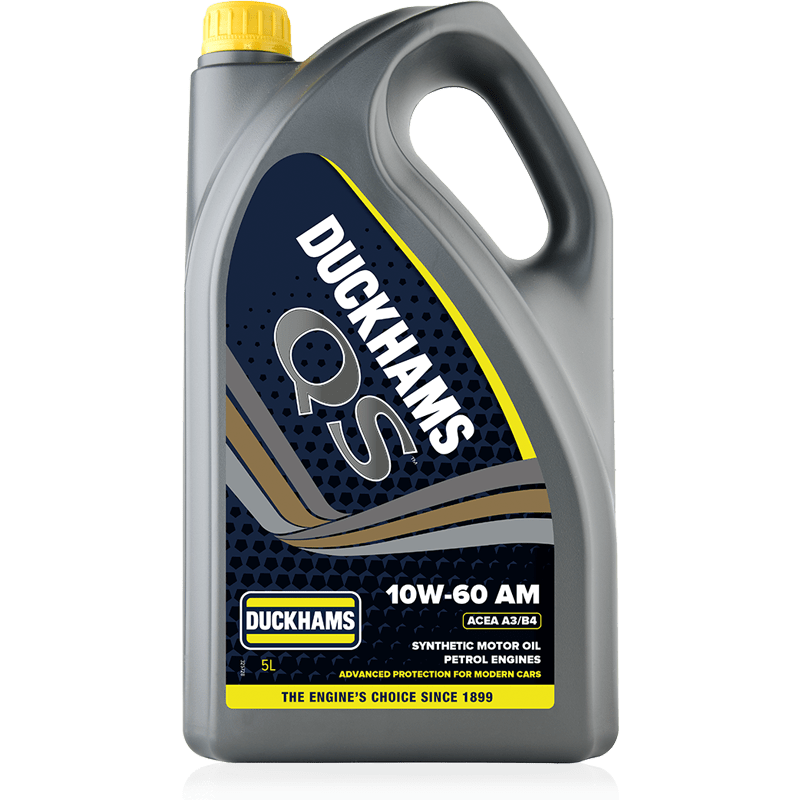 DUCKHAMS
QS™
10W-60 AM
ACEA A3/B4
DUCKHAMS
SYNTHETIC MOTOR OIL
PETROL ENGINES
5L
ADVANCED PROTECTION FOR MODERN CARS
THE ENGINE'S CHOICE SINCE 1899